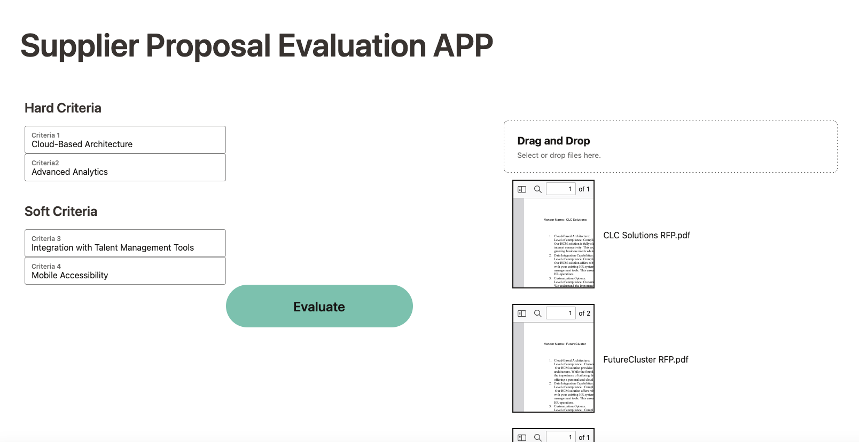 Supplier Proposal Evaluation APP
Hard Criteria
Criteria 1
Cloud-Based Architecture
Criteria2
Advanced Analytics
Soft Criteria
Criteria 3
Integration with Talent Management Tools
Criteria 4
Mobile Accessibility
Evaluate
Drag and Drop
Select or drop files here.
1 of 1
CLC Solutions RFP.pdf
1 of 2
FutureCluster RFP.pdf
1 of 1